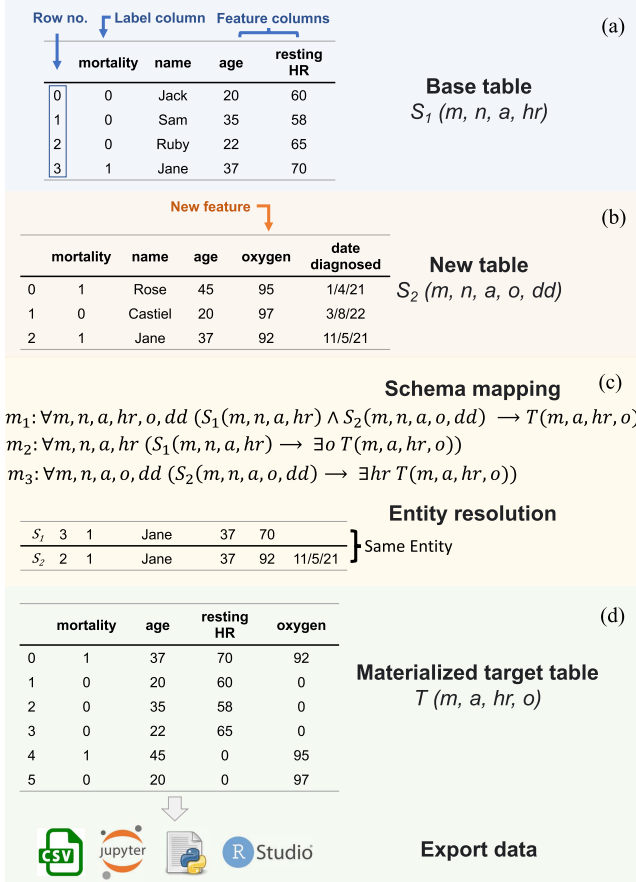 Row no. Label column Feature columns
(a)
mortality name age resting HR
0 0 Jack 20 60
1 0 Sam 35 58
2 0 Ruby 22 65
3 1 Jane 37 70
Base table
S1 (m, n, a, hr)
New feature
(b)
mortality name age oxygen date diagnosed
0 1 Rose 45 95 1/4/21
1 0 Castiel 20 97 3/8/22
2 1 Jane 37 92 11/5/21
New table
S2 (m, n, a, o, dd)
(c)
Schema mapping
m1: ∀m, n, a, hr, o, dd (S1(m, n, a, hr) ∧ S2(m, n, a, o, dd) → T(m, a, hr, o)
m2: ∀m, n, a, hr (S1(m, n, a, hr) → ∃o T(m, a, hr, o))
m3: ∀m, n, a, o, dd (S2(m, n, a, o, dd) → ∃hr T(m, a, hr, o))
Entity resolution
S1 3 1 Jane 37 70
S2 2 1 Jane 37 92 11/5/21
Same Entity
(d)
mortality age resting HR oxygen
0 1 37 70 92
1 0 20 60 0
2 0 35 58 0
3 0 22 65 0
4 1 45 0 95
5 0 20 0 97
Materialized target table
T (m, a, hr, o)
CSV
jupyter
R Studio
Export data